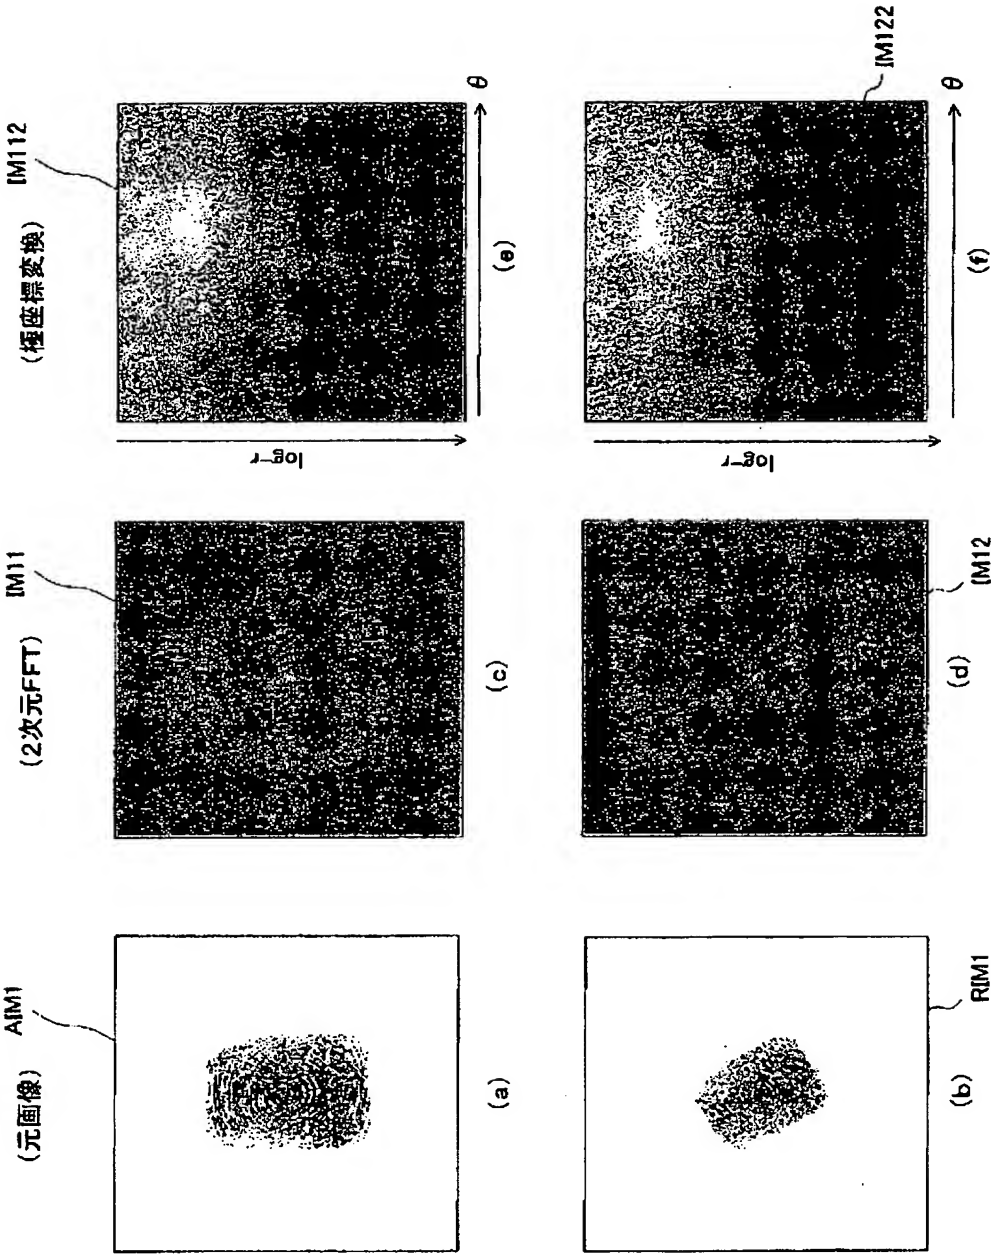 (元画像)
AIM1
(a)
(b)
RIM1
(2次元FFT)
IM11
(c)
(d)
IM12
(極座標変換)
IM112
log-r
θ
(e)
log-r
θ
(f)
IM122